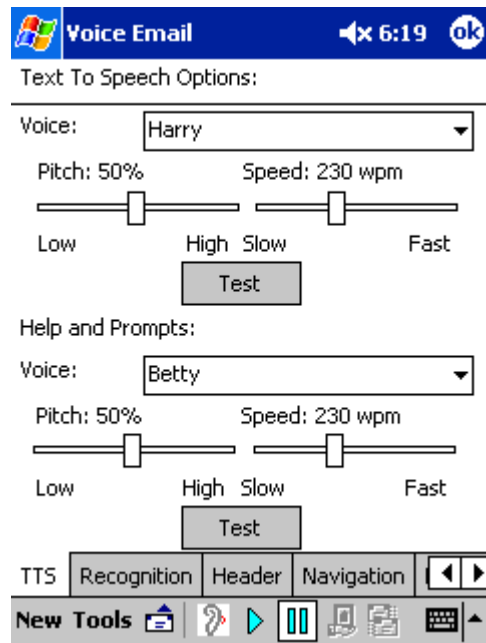 Voice Email 6:19 ok
Text To Speech Options:
Voice: Harry
Pitch: 50% Speed: 230 wpm
Low High Slow Fast
Test
Help and Prompts:
Voice: Betty
Pitch: 50% Speed: 230 wpm
Low High Slow Fast
Test
TTS Recognition Header Navigation
New Tools